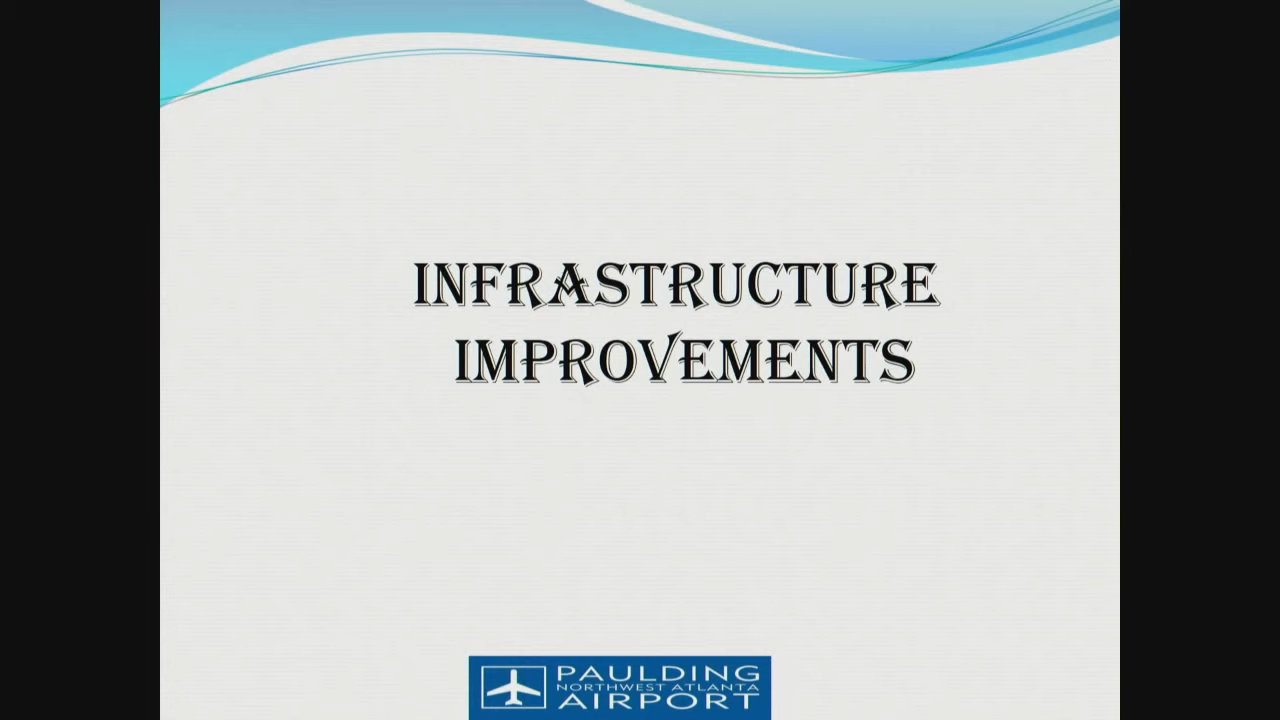 INFRASTRUCTURE
IMPROVEMENTS
PAULDING
NORTHWEST ATLANTA
AIRPORT